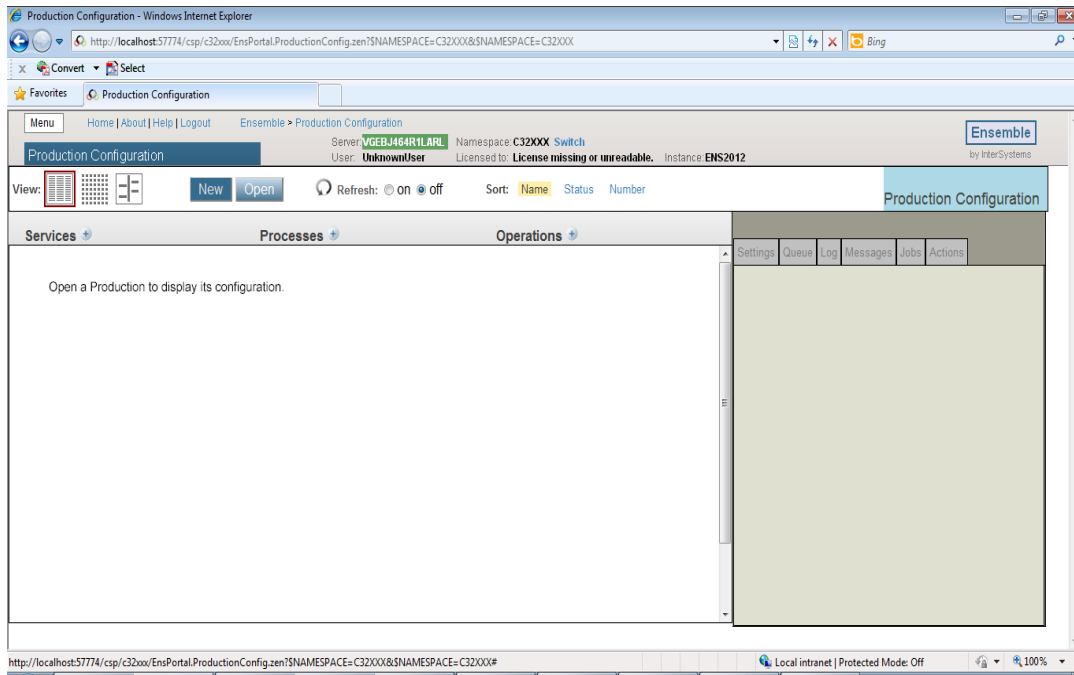 Production Configuration - Windows Internet Explorer
http://localhost:57774/csp/c32xxx/EnsPortal.ProductionConfig.zen?$NAMESPACE=C32XXX&$NAMESPACE=C32XXX
Bing
x Convert Select
Favorites Production Configuration
Menu Home | About | Help | Logout Ensemble > Production Configuration
Server: VGEBJ464R1LARL Namespace: C32XXX Switch
Ensemble
Production Configuration
User: UnknownUser Licensed to: License missing or unreadable. Instance: ENS2012
by InterSystems
View: New Open Refresh: on off Sort: Name Status Number
Production Configuration
Services Processes Operations
Settings Queue Log Messages Jobs Actions
Open a Production to display its configuration.
http://localhost:57774/csp/c32xxx/EnsPortal.ProductionConfig.zen?$NAMESPACE=C32XXX&$NAMESPACE=C32XXX#
Local intranet | Protected Mode: Off
100%